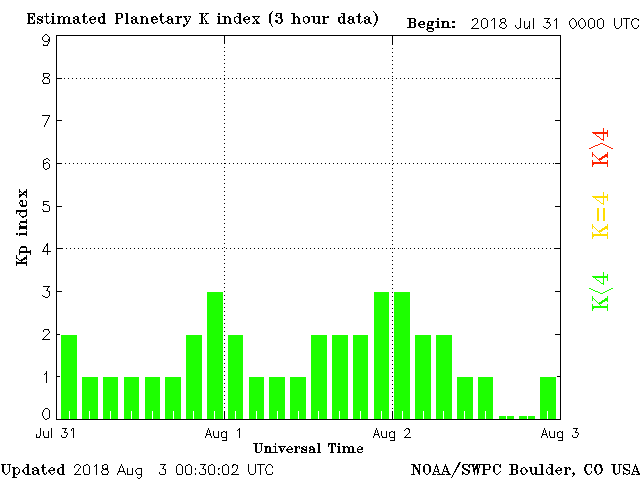 Estimated Planetary K index (3 hour data)
Begin: 2018 Jul 31 0000 UTC
9
8
7
6
5
4
3
2
1
0
Kp index
K>4
K=4
K<4
Jul 31
Aug 1
Aug 2
Aug 3
Universal Time
Updated 2018 Aug 3 00:30:02 UTC
NOAA/SWPC Boulder, CO USA